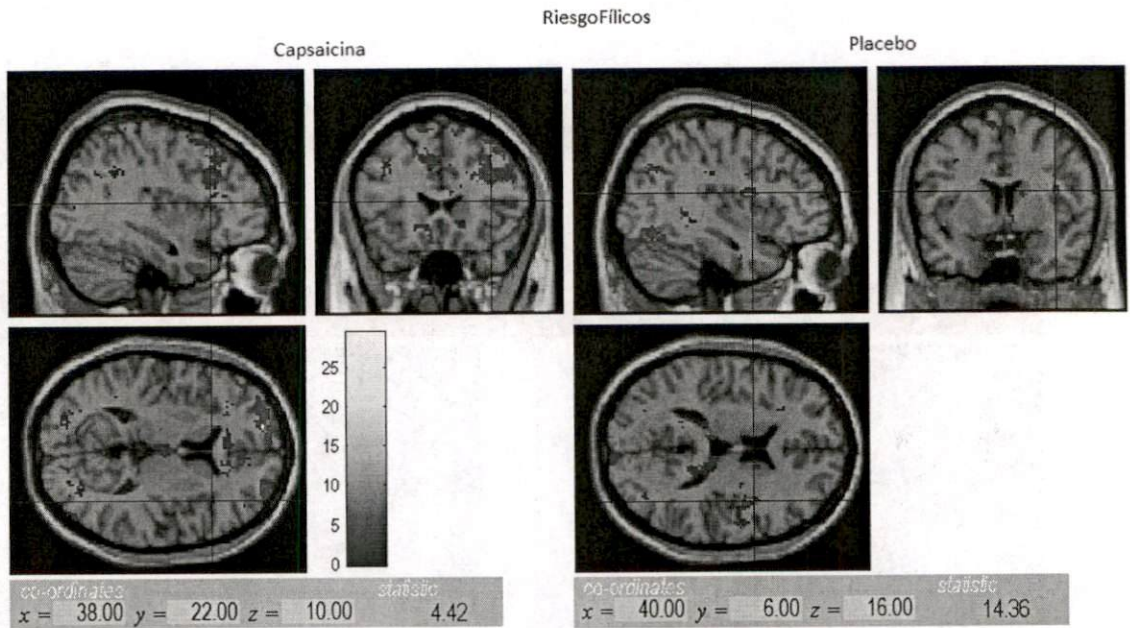 RiesgoFílicos
Capsaicina
Placebo
25
20
15
10
5
0
co-ordinates statistic
x = 38.00 y = 22.00 z = 10.00 4.42
co-ordinates statistic
x = 40.00 y = 6.00 z = 16.00 14.36